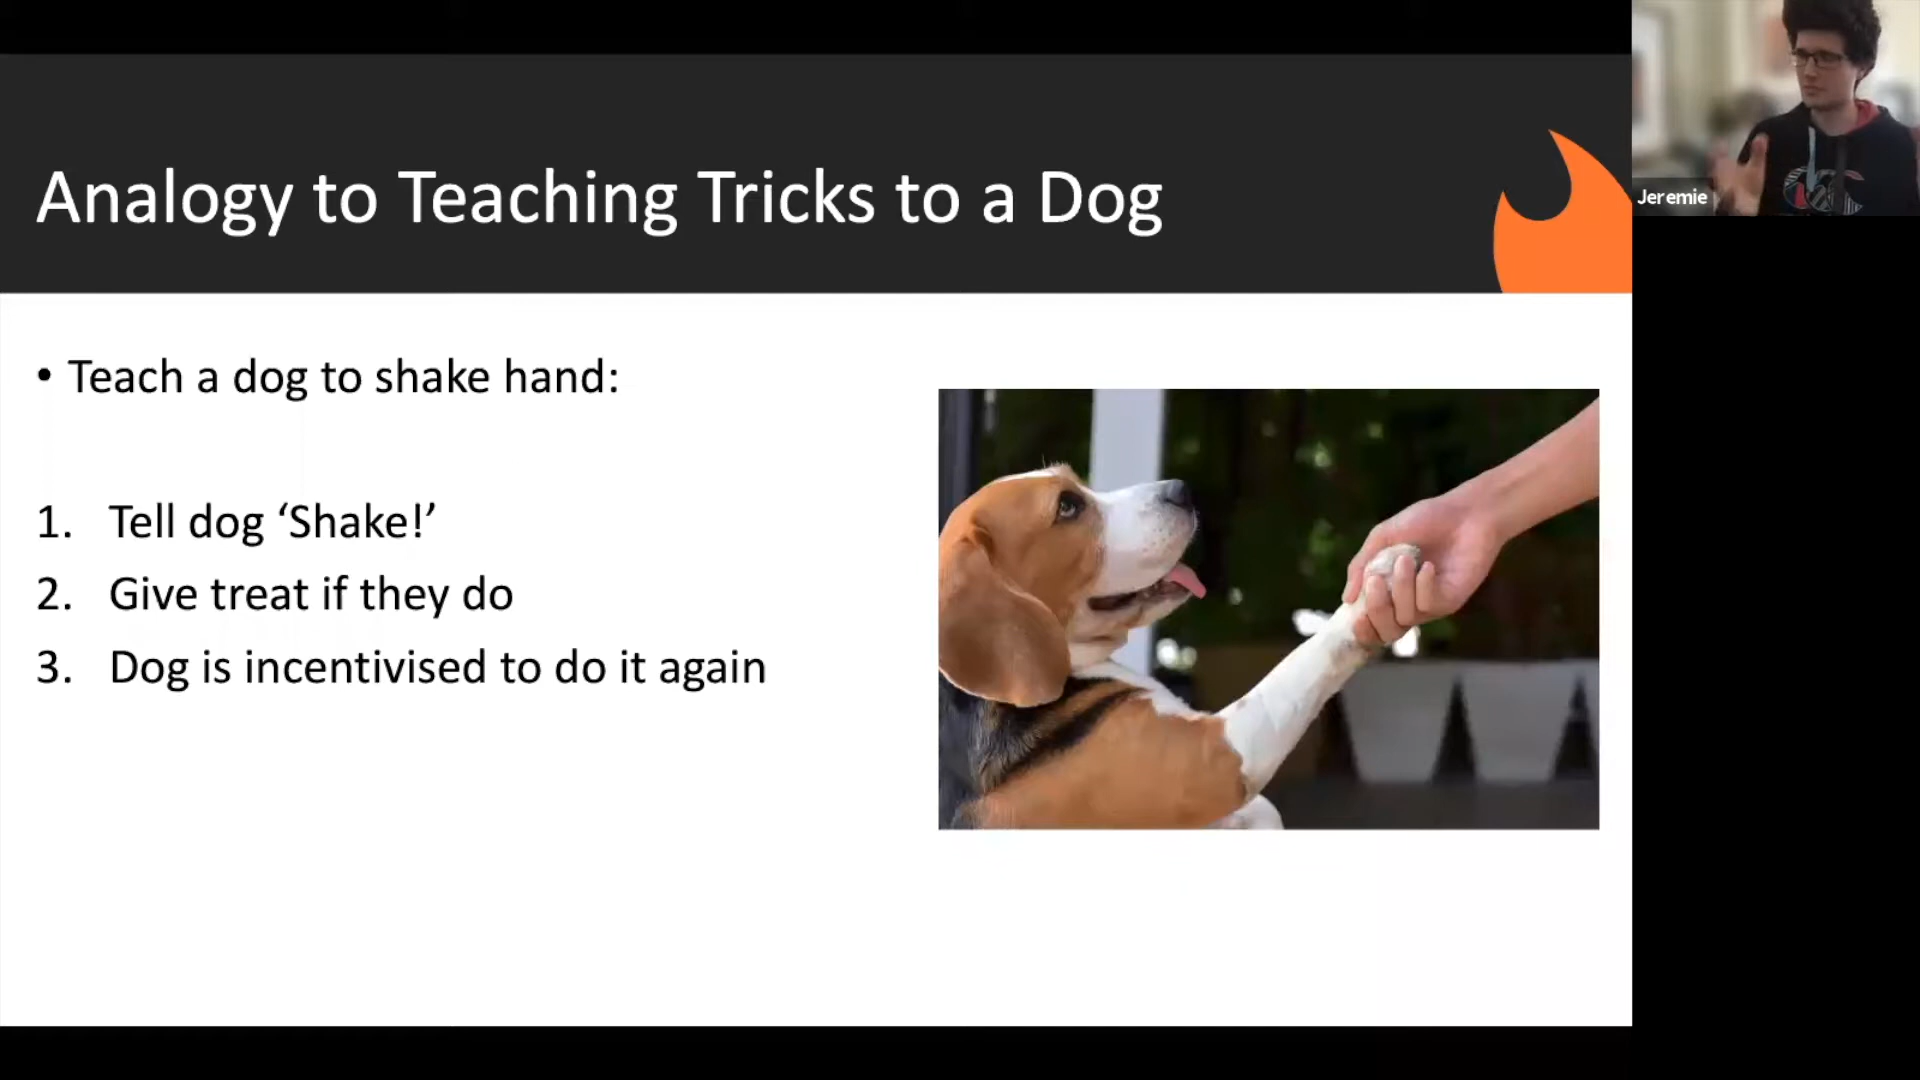 Analogy to Teaching Tricks to a Dog
Jeremie
• Teach a dog to shake hand:
1. Tell dog ‘Shake!’
2. Give treat if they do
3. Dog is incentivised to do it again